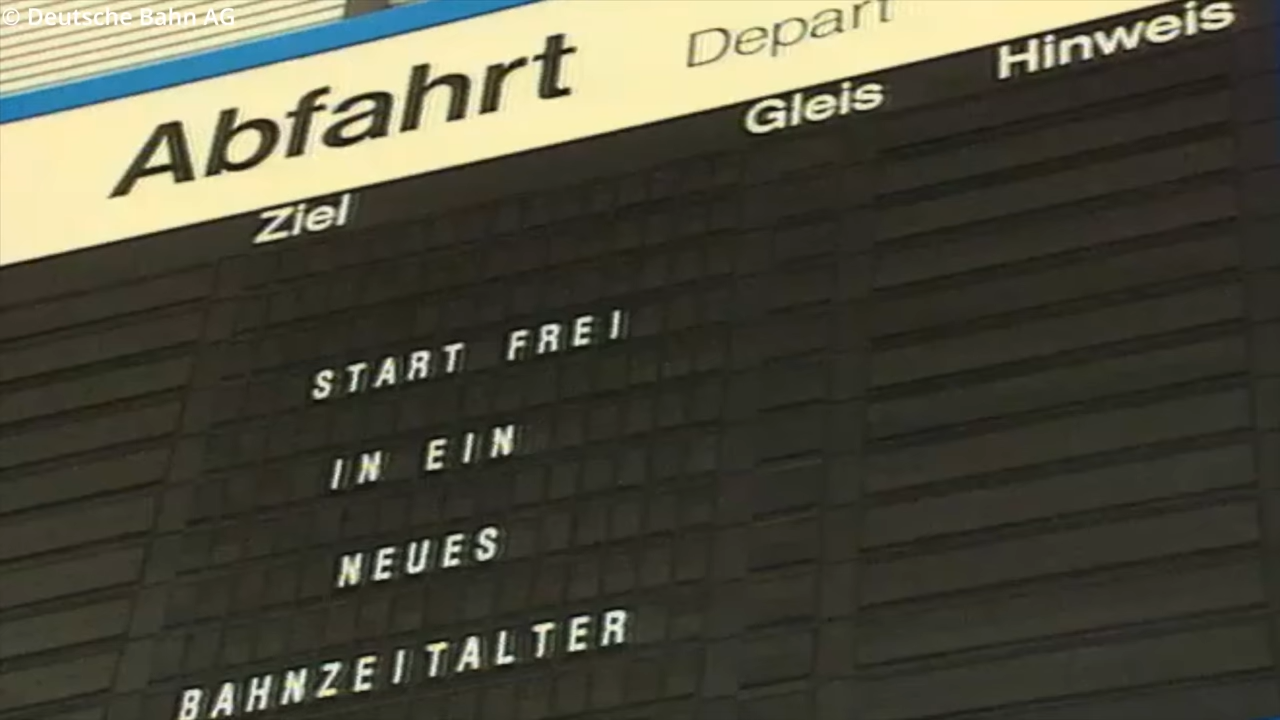 © Deutsche Bahn AG
Abfahrt Depart
Ziel Gleis Hinweis
START FREI
IN EIN
NEUES
BAHNZEITALTER